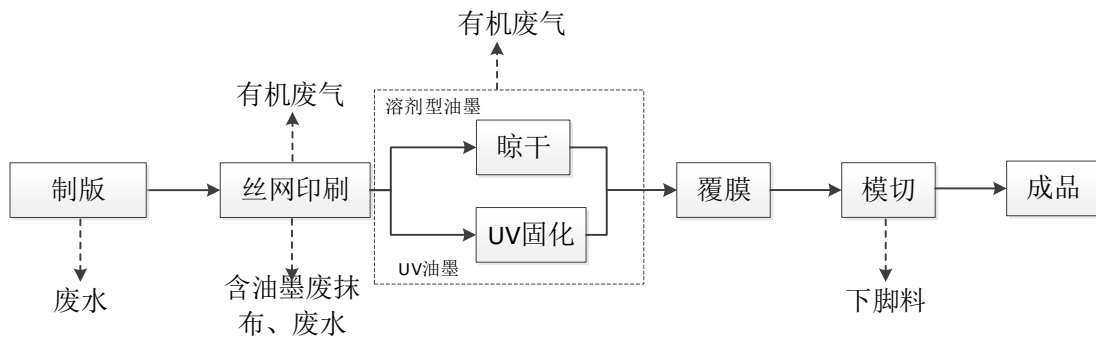 有机废气
有机废气
溶剂型油墨
晾干
制版
丝网印刷
覆膜
模切
成品
UV固化
UV油墨
废水
含油墨废抹
布、废水
下脚料